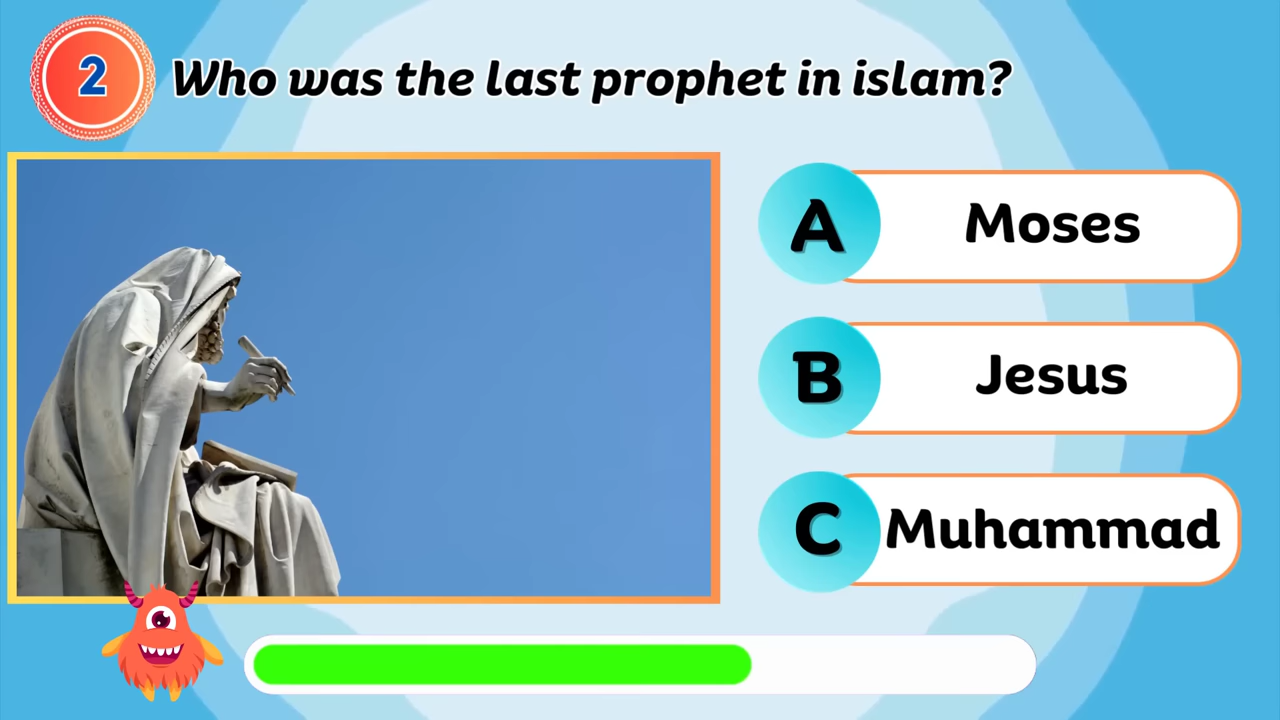 2
Who was the last prophet in islam?
A
Moses
B
Jesus
C
Muhammad